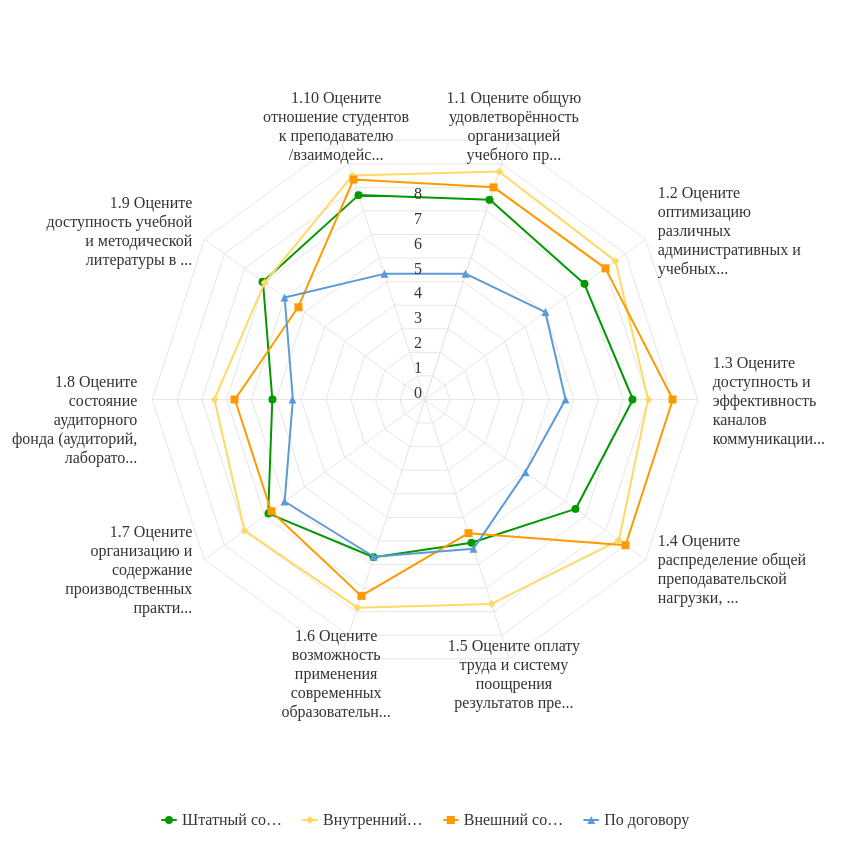 1.10 Оцените
отношение студентов
к преподавателю
/взаимодейс...
1.1 Оцените общую
удовлетворённость
организацией
учебного пр...
1.9 Оцените
доступность учебной
и методической
литературы в ...
1.2 Оцените
оптимизацию
различных
административных и
учебных...
8
7
6
5
4
3
2
1
0
1.8 Оцените
состояние
аудиторного
фонда (аудиторий,
лаборато...
1.3 Оцените
доступность и
эффективность
каналов
коммуникации...
1.7 Оцените
организацию и
содержание
производственных
практи...
1.4 Оцените
распределение общей
преподавательской
нагрузки, ...
1.6 Оцените
возможность
применения
современных
образовательн...
1.5 Оцените оплату
труда и систему
поощрения
результатов пре...
Штатный со… Внутренний… Внешний со… По договору